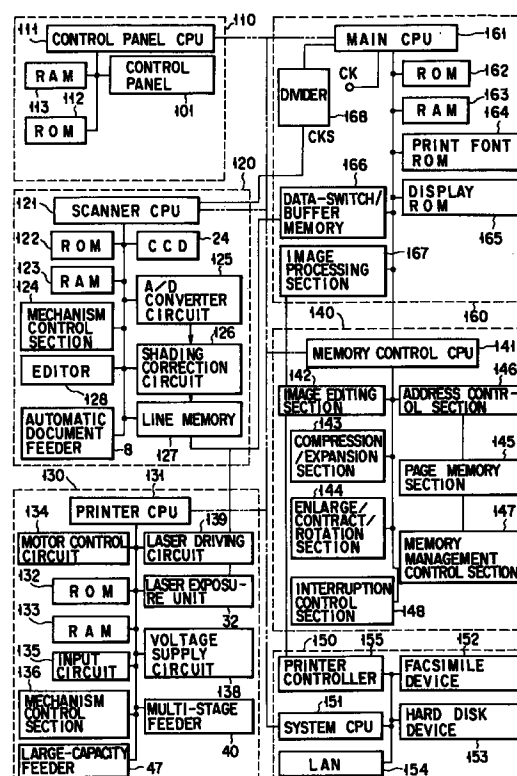 110
111
CONTROL PANEL CPU
RAM
CONTROL
PANEL
113 112
101
ROM
120
121
SCANNER CPU
122
ROM
CCD
24
123
RAM
125
124
A/D
CONVERTER
CIRCUIT
MECHANISM
CONTROL
SECTION
126
EDITOR
SHADING
CORRECTION
CIRCUIT
128
AUTOMATIC
DOCUMENT
FEEDER
8
LINE MEMORY
127
130 131
PRINTER CPU
134
139
MOTOR CONTROL
CIRCUIT
LASER DRIVING
CIRCUIT
132
ROM
LASER EXPOSU-
RE UNIT
32
133
RAM
135
INPUT
CIRCUIT
VOLTAGE
SUPPLY
CIRCUIT
138
136
MECHANISM
CONTROL
SECTION
MULTI-STAGE
FEEDER
40
LARGE-CAPACITY
FEEDER
47
MAIN CPU
161
CK
ROM
162
DIVIDER
168
CKS
RAM
163
164
PRINT FONT
ROM
166
DATA-SWITCH/
BUFFER
MEMORY
DISPLAY
ROM
165
167
IMAGE
PROCESSING
SECTION
140
160
MEMORY CONTROL CPU
141
142
146
IMAGE EDITING
SECTION
ADDRESS CONTR-
OL SECTION
143
COMPRESSION
/EXPANSION
SECTION
145
PAGE MEMORY
SECTION
144
ENLARGE/
CONTRACT/
ROTATION
SECTION
147
MEMORY
MANAGEMENT
CONTROL SECTION
INTERRUPTION
CONTROL
SECTION
148
150 155 152
PRINTER
CONTROLLER
FACSIMILE
DEVICE
151
SYSTEM CPU
HARD DISK
DEVICE
153
LAN
154